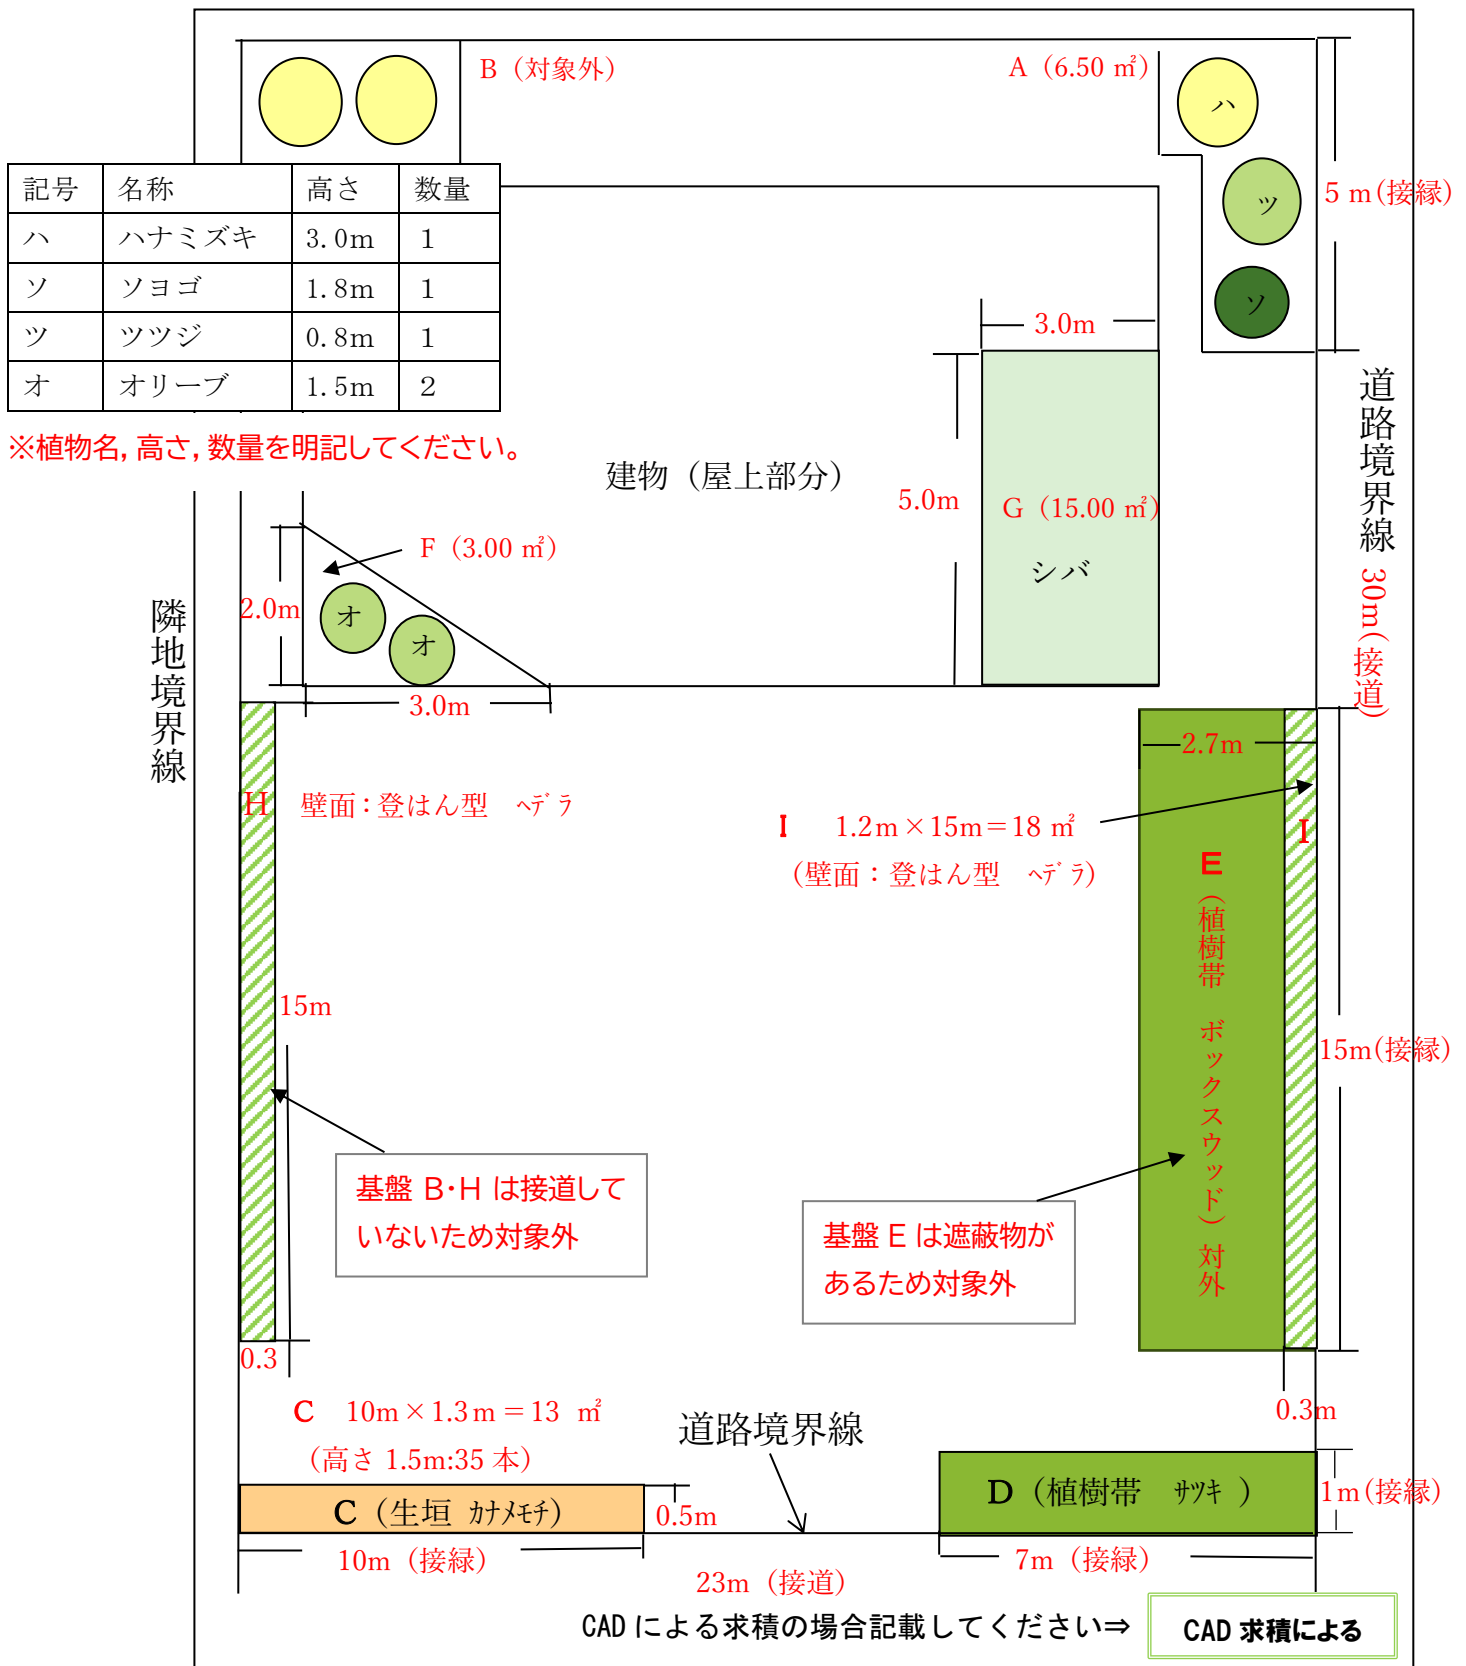 B（対象外）
A（6.50 ㎡）
ハ
ツ
ソ
5 m(接緑)
記号 名称 高さ 数量
ハ ハナミズキ 3.0m 1
ソ ソヨゴ 1.8m 1
ツ ツツジ 0.8m 1
オ オリーブ 1.5m 2
※植物名，高さ，数量を明記してください。
建物（屋上部分）
3.0m
5.0m
G（15.00 ㎡）
シバ
道路境界線 30m(接道)
F（3.00 ㎡）
2.0m
オ
オ
3.0m
隣地境界線
H 壁面：登はん型 ﾍﾃﾞﾗ
2.7m
I 1.2m×15m＝18 ㎡
（壁面：登はん型 ﾍﾃﾞﾗ）
I
E（植樹帯 ボックスウッド）対外
15m
15m(接緑)
基盤 B･H は接道して
いないため対象外
基盤 E は遮蔽物が
あるため対象外
0.3
0.3m
C 10m×1.3m＝13 ㎡
（高さ 1.5m:35 本）
道路境界線
C（生垣 ｶﾅﾒﾓﾁ）
0.5m
D（植樹帯 ｻﾂｷ ）
1m(接緑)
10m（接緑）
7m（接緑）
23m（接道）
CAD による求積の場合記載してください⇒
CAD 求積による